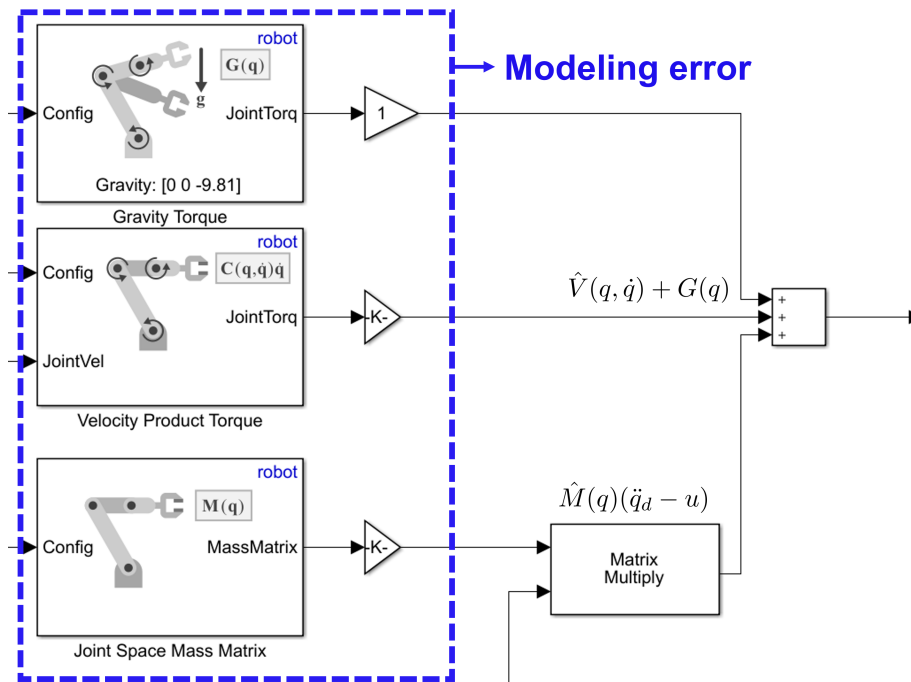 robot
G(q)
g
Config
JointTorq
1
Gravity: [0 0 -9.81]
Gravity Torque
Modeling error
robot
C(q,q̇)q̇
Config
JointTorq
-K-
JointVel
Velocity Product Torque
V̂(q, q̇) + G(q)
+
+
+
robot
M(q)
Config
MassMatrix
-K-
Joint Space Mass Matrix
M̂(q)(q̈_d − u)
Matrix
Multiply